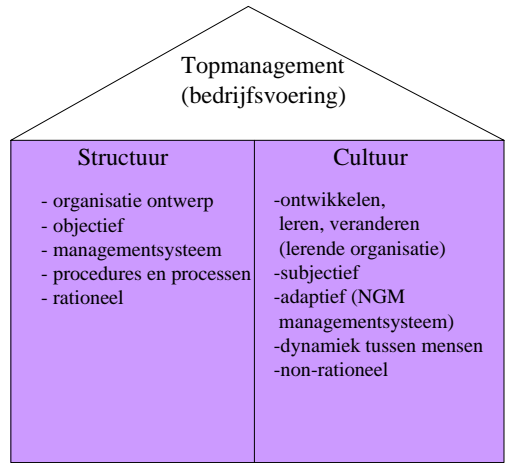 Topmanagement
(bedrijfsvoering)
Structuur
- organisatie ontwerp
- objectief
- managementsysteem
- procedures en processen
- rationeel
Cultuur
-ontwikkelen,
leren, veranderen
(lerende organisatie)
-subjectief
-adaptief (NGM
managementsysteem)
-dynamiek tussen mensen
-non-rationeel